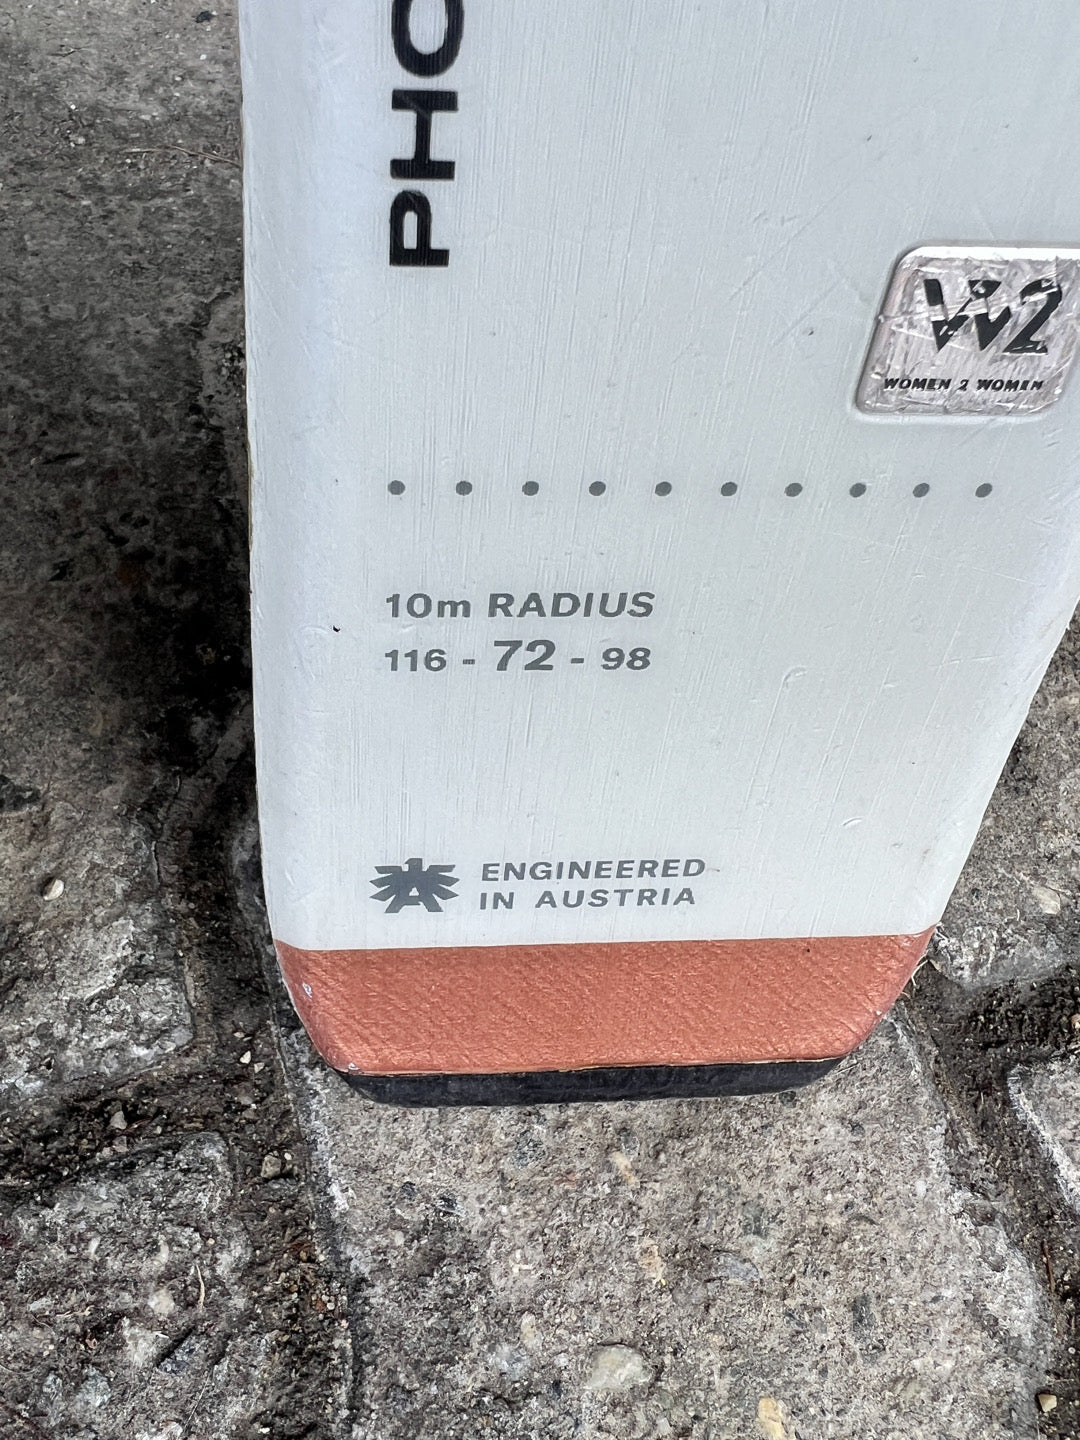 PHO
W2
WOMEN 2 WOMEN
10m RADIUS
116 - 72 - 98
ENGINEERED
IN AUSTRIA